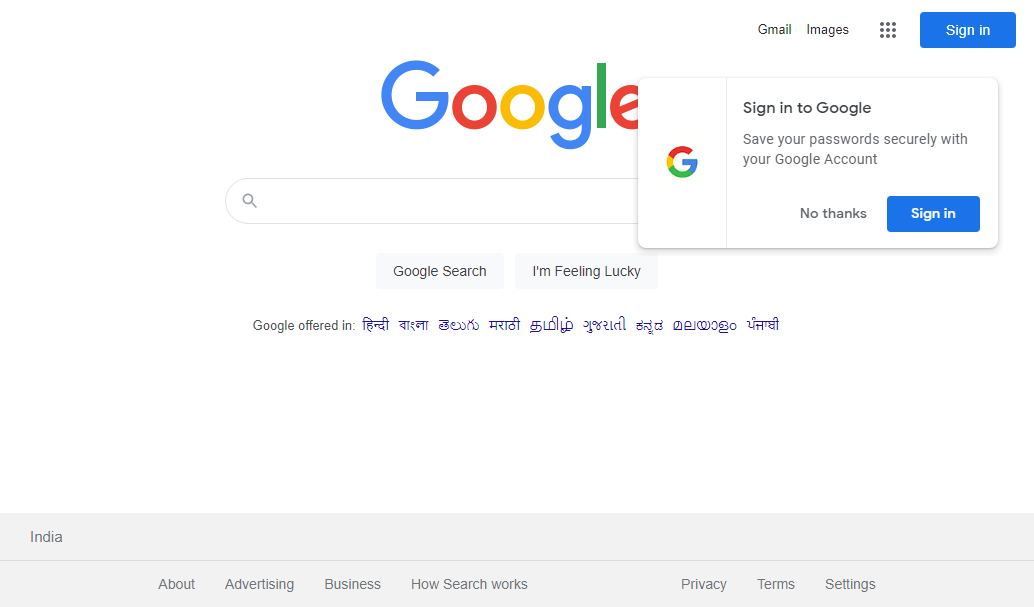 Gmail Images Sign in
Google
Sign in to Google
Save your passwords securely with
your Google Account
No thanks Sign in
Google Search I'm Feeling Lucky
Google offered in: हिन्दी বাংলা తెలుగు मराठी தமிழ் ગુજરાતી ಕನ್ನಡ മലയാളം ਪੰਜਾਬੀ
India
About Advertising Business How Search works Privacy Terms Settings